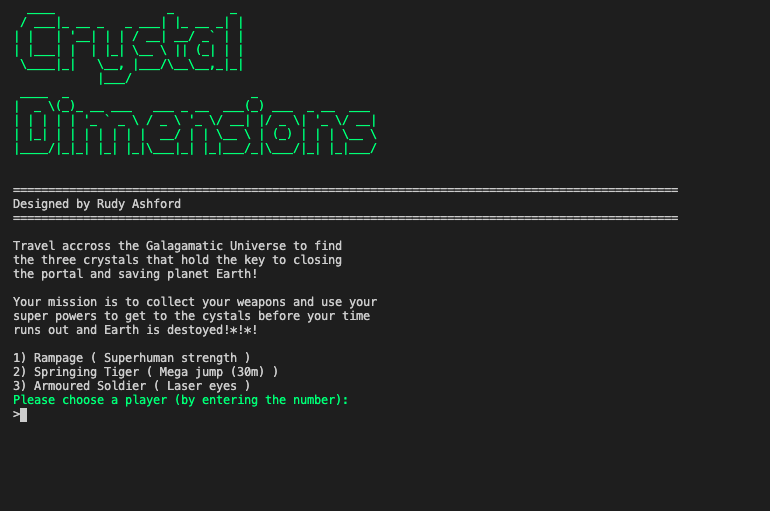 Crystal
Dimensions
===============================================================================================
Designed by Rudy Ashford
===============================================================================================
Travel accross the Galagamatic Universe to find
the three crystals that hold the key to closing
the portal and saving planet Earth!
Your mission is to collect your weapons and use your
super powers to get to the cystals before your time
runs out and Earth is destoyed!*!*!
1) Rampage ( Superhuman strength )
2) Springing Tiger ( Mega jump (30m) )
3) Armoured Soldier ( Laser eyes )
Please choose a player (by entering the number):
>